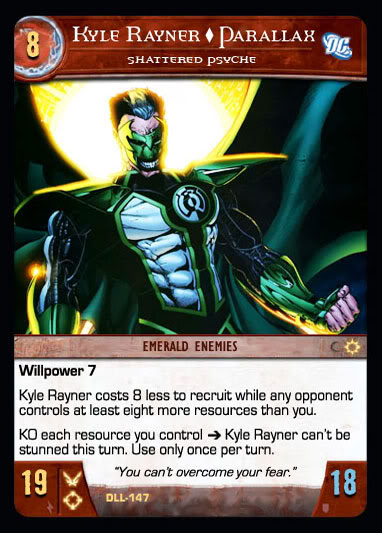 8
Kyle Rayner ♦ Parallax
Shattered Psyche
DC
EMERALD ENEMIES
Willpower 7
Kyle Rayner costs 8 less to recruit while any opponent
controls at least eight more resources than you.
KO each resource you control ➔ Kyle Rayner can't be
stunned this turn. Use only once per turn.
"You can't overcome your fear."
19
DLL-147
18